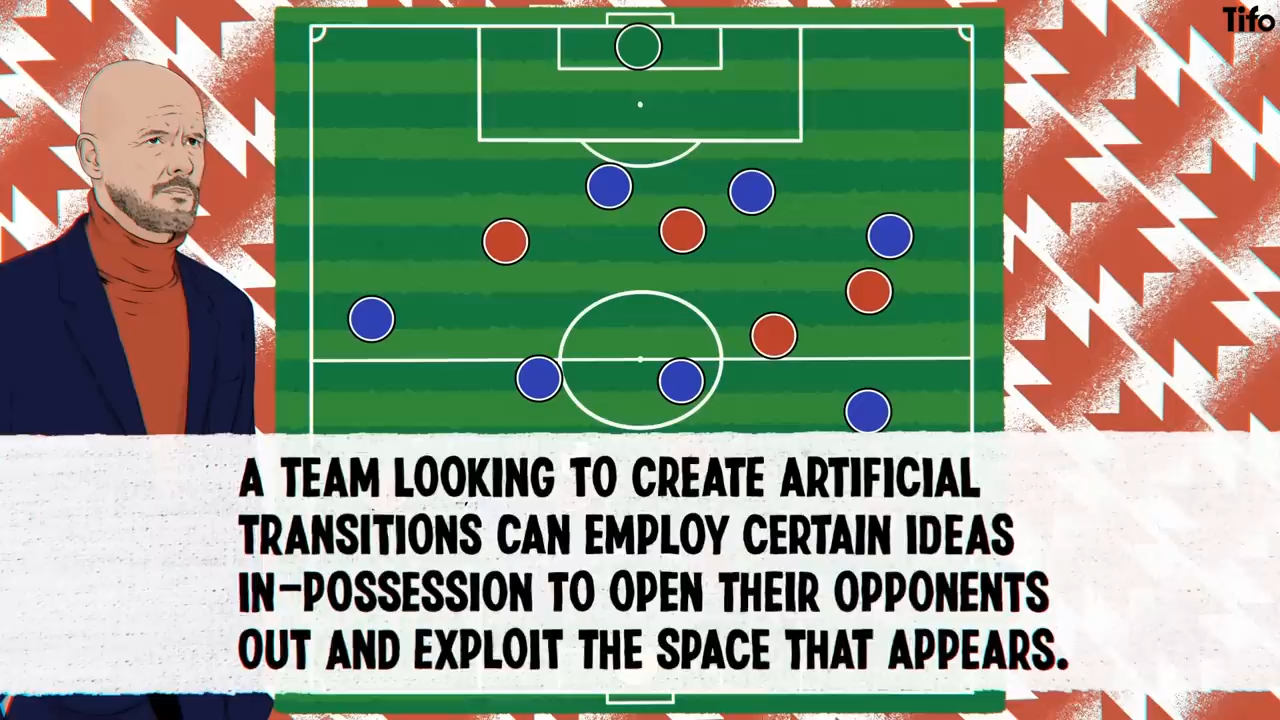 Tifo
A TEAM LOOKING TO CREATE ARTIFICIAL
TRANSITIONS CAN EMPLOY CERTAIN IDEAS
IN-POSSESSION TO OPEN THEIR OPPONENTS
OUT AND EXPLOIT THE SPACE THAT APPEARS.